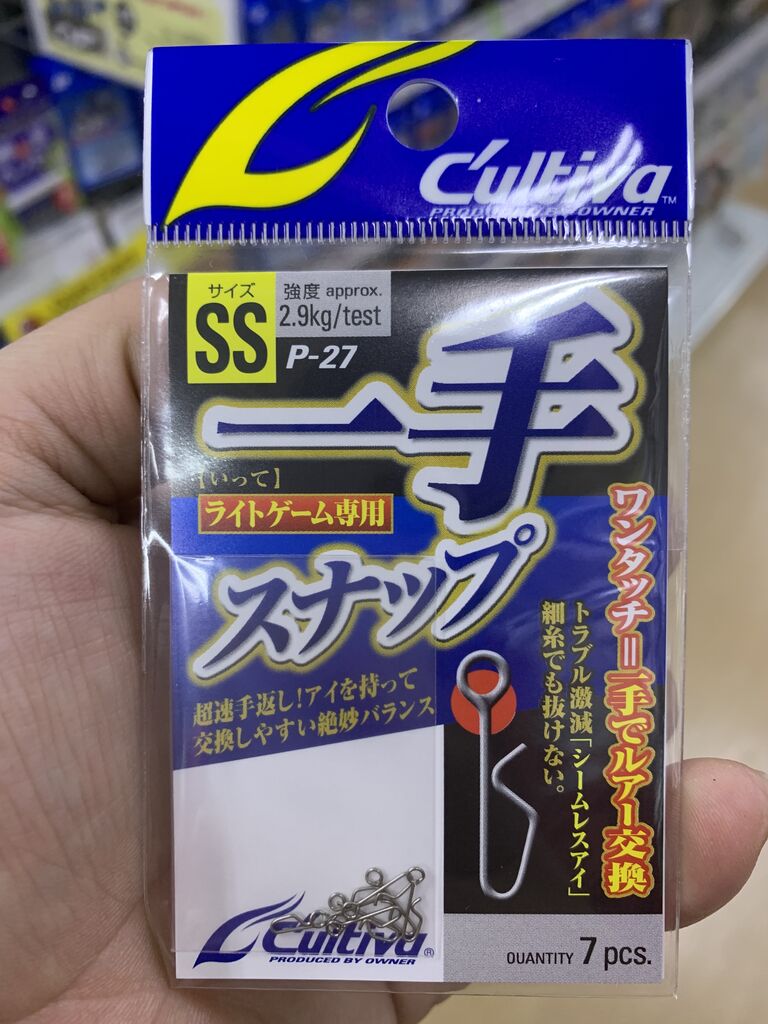 C'ultiva™
PRODUCED BY OWNER
サイズ
SS
強度 approx.
2.9kg/test
P-27
一手
【いって】
ライトゲーム専用
スナップ
ワンタッチ=一手でルアー交換
トラブル激減「シームレスアイ」
細糸でも抜けない。
超速手返し!アイを持って
交換しやすい絶妙バランス
C'ultiva®
PRODUCED BY OWNER
QUANTITY 7 pcs.